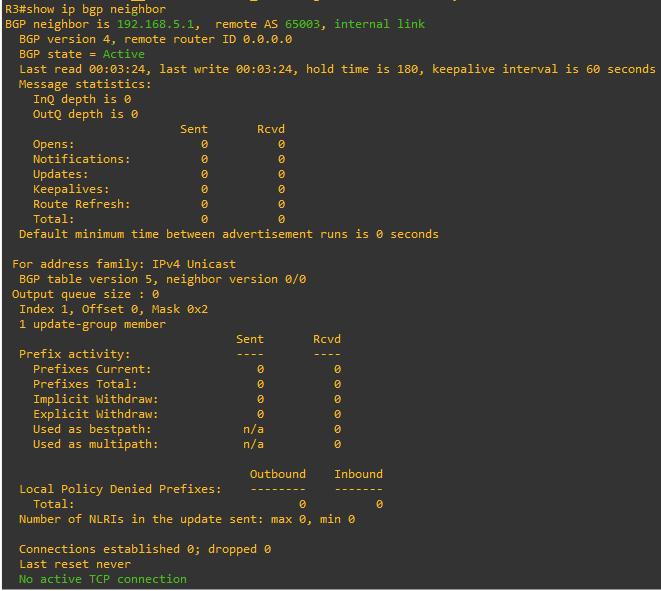 R3#show ip bgp neighbor
BGP neighbor is 192.168.5.1,  remote AS 65003, internal link
  BGP version 4, remote router ID 0.0.0.0
  BGP state = Active
  Last read 00:03:24, last write 00:03:24, hold time is 180, keepalive interval is 60 seconds
  Message statistics:
    InQ depth is 0
    OutQ depth is 0
                         Sent       Rcvd
    Opens:                  0          0
    Notifications:          0          0
    Updates:                0          0
    Keepalives:             0          0
    Route Refresh:          0          0
    Total:                  0          0
  Default minimum time between advertisement runs is 0 seconds

 For address family: IPv4 Unicast
  BGP table version 5, neighbor version 0/0
 Output queue size : 0
  Index 1, Offset 0, Mask 0x2
  1 update-group member
                                 Sent       Rcvd
  Prefix activity:               ----       ----
    Prefixes Current:               0          0
    Prefixes Total:                 0          0
    Implicit Withdraw:              0          0
    Explicit Withdraw:              0          0
    Used as bestpath:             n/a          0
    Used as multipath:            n/a          0

                                   Outbound    Inbound
  Local Policy Denied Prefixes:    --------    -------
    Total:                                0          0
  Number of NLRIs in the update sent: max 0, min 0

  Connections established 0; dropped 0
  Last reset never
  No active TCP connection